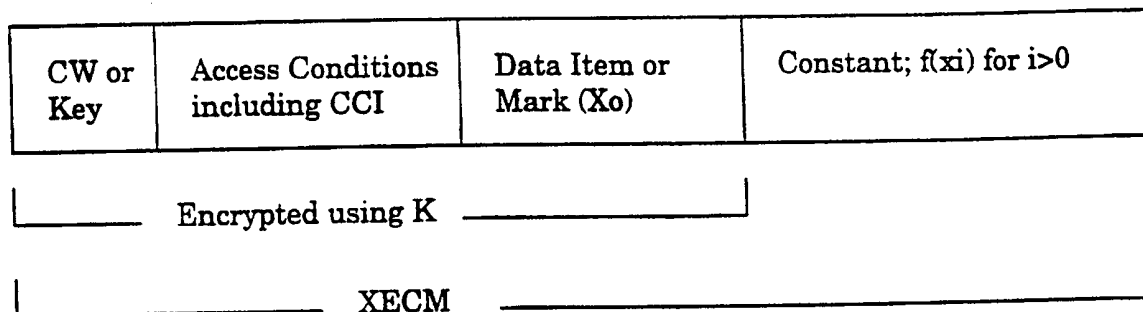 CW or
Key
Access Conditions
including CCI
Data Item or
Mark (Xo)
Constant; f(xi) for i>0
Encrypted using K
XECM